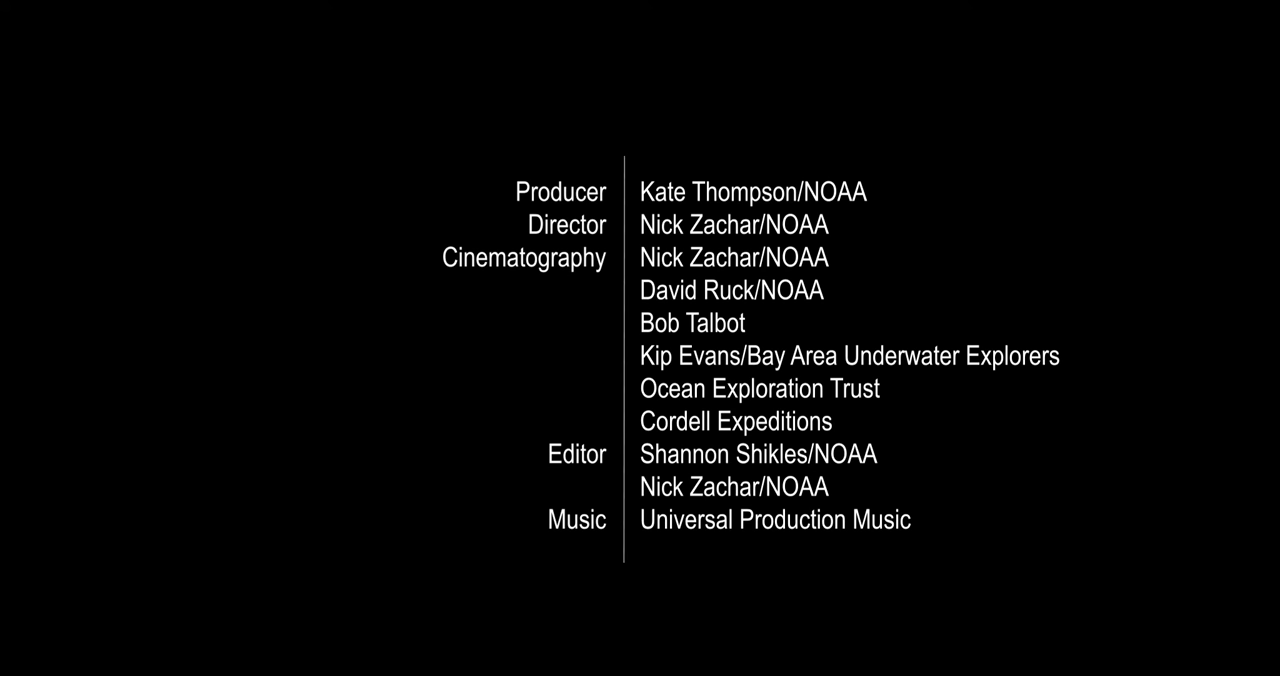 Producer Kate Thompson/NOAA
Director Nick Zachar/NOAA
Cinematography Nick Zachar/NOAA
David Ruck/NOAA
Bob Talbot
Kip Evans/Bay Area Underwater Explorers
Ocean Exploration Trust
Cordell Expeditions
Editor Shannon Shikles/NOAA
Nick Zachar/NOAA
Music Universal Production Music